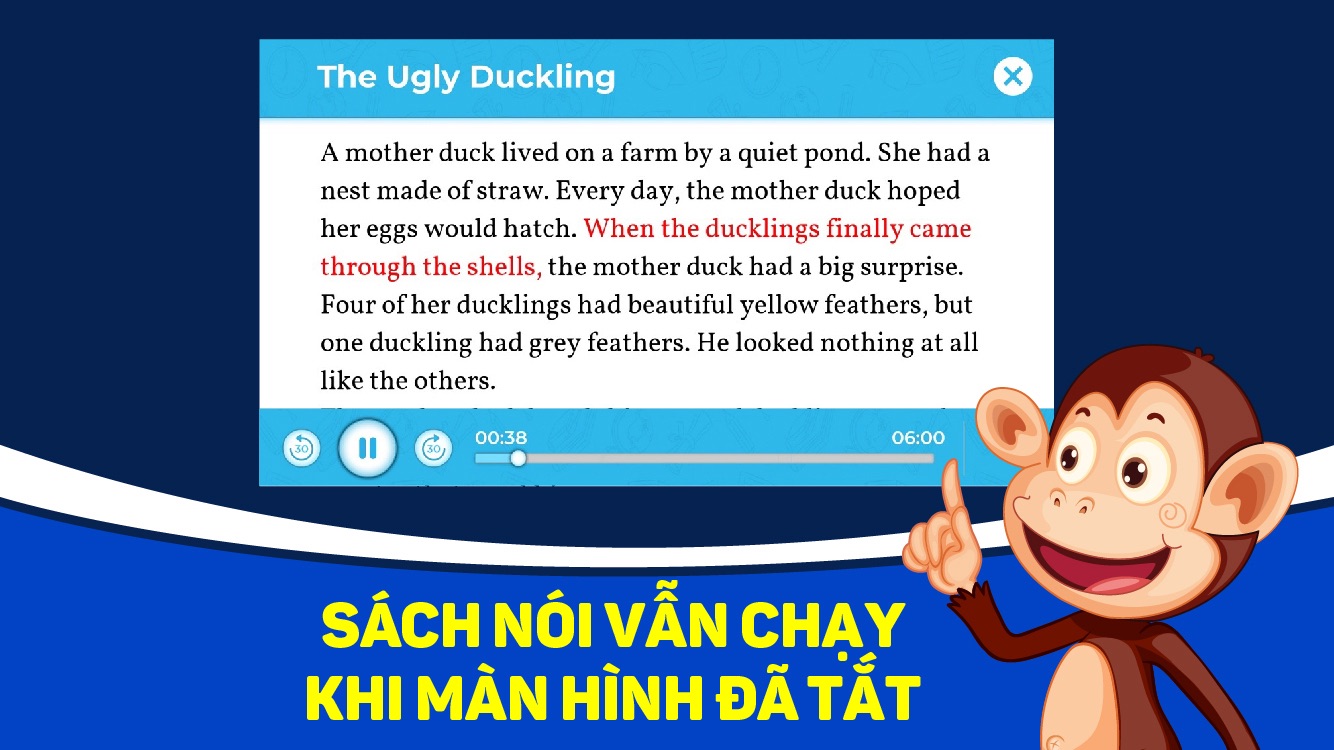 The Ugly Duckling
A mother duck lived on a farm by a quiet pond. She had a
nest made of straw. Every day, the mother duck hoped
her eggs would hatch. When the ducklings finally came
through the shells, the mother duck had a big surprise.
Four of her ducklings had beautiful yellow feathers, but
one duckling had grey feathers. He looked nothing at all
like the others.
30
30
00:38
06:00
SÁCH NÓI VẪN CHẠY
KHI MÀN HÌNH ĐÃ TẮT